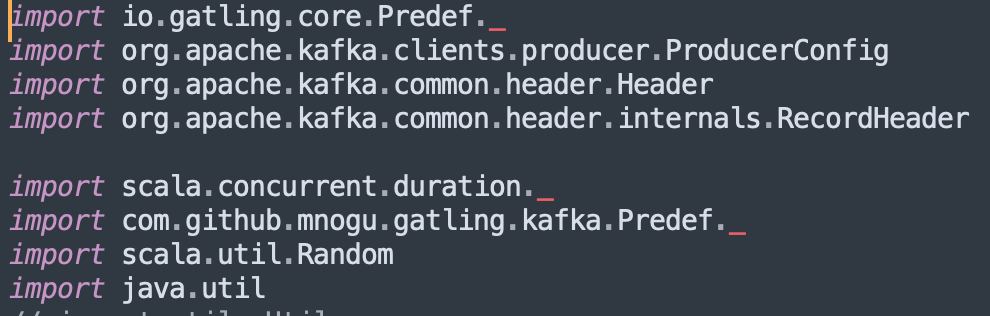 import io.gatling.core.Predef._
import org.apache.kafka.clients.producer.ProducerConfig
import org.apache.kafka.common.header.Header
import org.apache.kafka.common.header.internals.RecordHeader
import scala.concurrent.duration._
import com.github.mnogu.gatling.kafka.Predef._
import scala.util.Random
import java.util